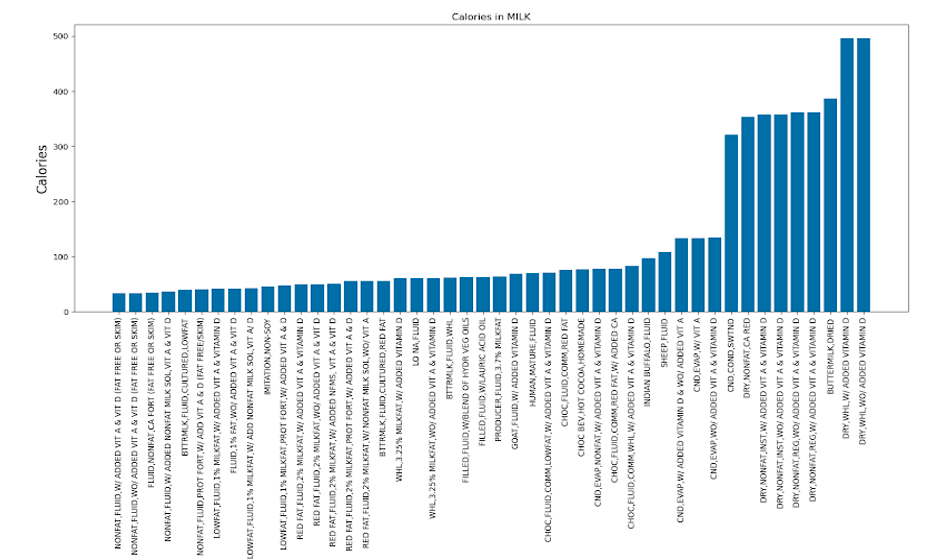 Calories in MILK
Calories
500
400
300
200
100
0
NONFAT,FLUID,W/ ADDED VIT A & VIT D (FAT FREE OR SKIM)
NONFAT,FLUID,WO/ ADDED VIT A & VIT D (FAT FREE OR SKIM)
FLUID,NONFAT,CA FORT (FAT FREE OR SKIM)
NONFAT,FLUID,W/ ADDED NONFAT MILK SOL,VIT A & VIT D
BTTRMLK,FLUID,CULTURED,LOWFAT
NONFAT,FLUID,PROT FORT,W/ ADD VIT A & D (FAT FREE/SKIM)
LOWFAT,FLUID,1% MILKFAT,W/ ADDED VIT A & VITAMIN D
FLUID,1% FAT,WO/ ADDED VIT A & VIT D
LOWFAT,FLUID,1% MILKFAT,W/ ADD NONFAT MILK SOL,VIT A/ D
IMITATION,NON-SOY
LOWFAT,FLUID,1% MILKFAT,PROT FORT,W/ ADDED VIT A & D
RED FAT,FLUID,2% MILKFAT,W/ ADDED VIT A & VITAMIN D
RED FAT,FLUID,2% MILKFAT,WO/ ADDED VIT A & VIT D
RED FAT,FLUID,2% MILKFAT,W/ ADDED NFMS, VIT A & VIT D
RED FAT,FLUID,2% MILKFAT,PROT FORT,W/ ADDED VIT A & D
RED FAT,FLUID,2% MILKFAT,W/ NONFAT MILK SOL,WO/ VIT A
BTTRMLK,FLUID,CULTURED,RED FAT
WHL,3.25% MILKFAT,W/ ADDED VITAMIN D
LO NA,FLUID
WHL,3.25% MILKFAT,WO/ ADDED VIT A & VITAMIN D
BTTRMILK,FLUID,WHL
FILLED,FLUID,W/BLEND OF HYDR VEG OILS
FILLED,FLUID,W/LAURIC ACID OIL
PRODUCER,FLUID,3.7% MILKFAT
GOAT,FLUID,W/ ADDED VITAMIN D
HUMAN,MATURE,FLUID
CHOC,FLUID,COMM,LOWFAT,W/ ADDED VIT A & VITAMIN D
CHOC,FLUID,COMM,RED FAT
CHOC BEV,HOT COCOA,HOMEMADE
CND,EVAP,NONFAT,W/ ADDED VIT A & VITAMIN D
CHOC,FLUID,COMM,RED FAT,W/ ADDED CA
CHOC,FLUID,COMM,WHL,W/ ADDED VIT A & VITAMIN D
INDIAN BUFFALO,FLUID
SHEEP,FLUID
CND,EVAP,W/ ADDED VITAMIN D & WO/ ADDED VIT A
CND,EVAP,W/ VIT A
CND,EVAP,WO/ ADDED VIT A & VITAMIN D
CND,COND,SWTND
DRY,NONFAT,CA RED
DRY,NONFAT,INST,W/ ADDED VIT A & VITAMIN D
DRY,NONFAT,INST,WO/ ADDED VIT A & VITAMIN D
DRY,NONFAT,REG,WO/ ADDED VIT A & VITAMIN D
DRY,NONFAT,REG,W/ ADDED VIT A & VITAMIN D
BUTTERMILK,DRIED
DRY,WHL,W/ ADDED VITAMIN D
DRY,WHL,WO/ ADDED VITAMIN D